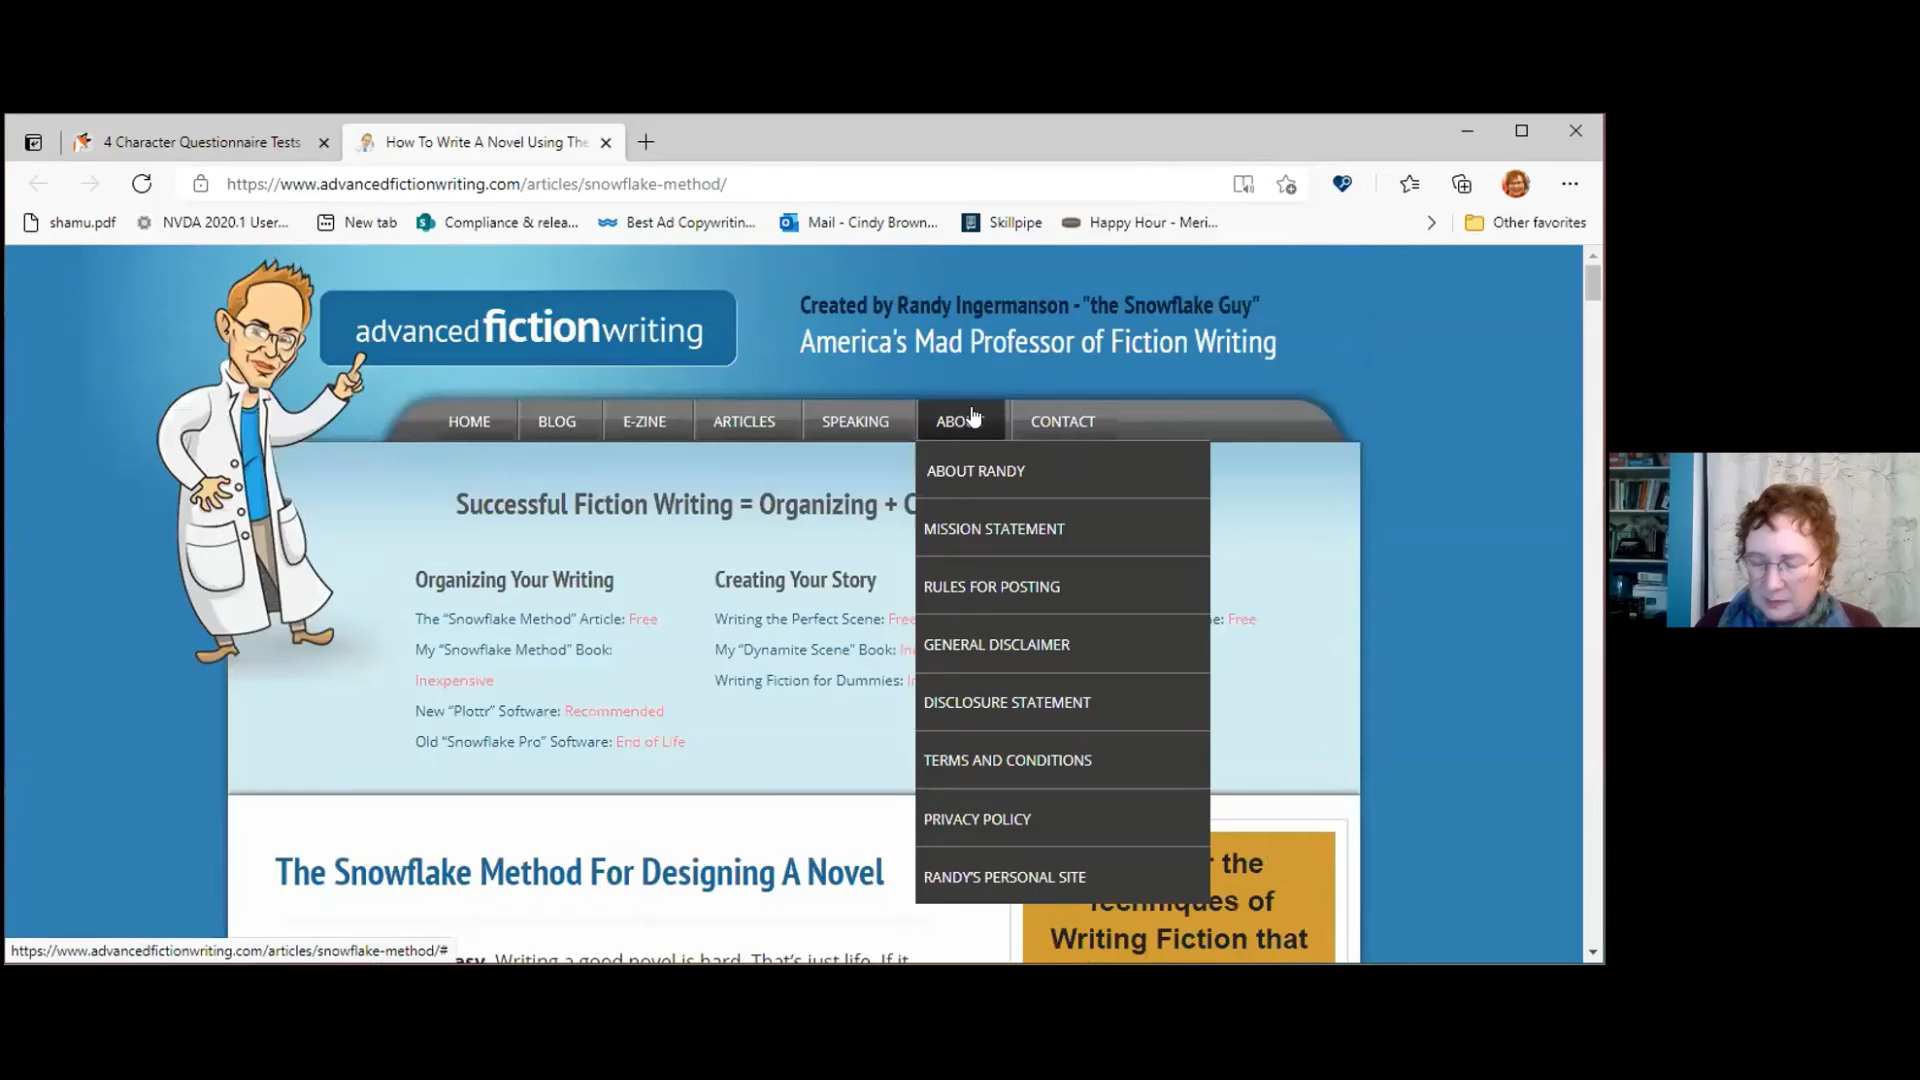 4 Character Questionnaire Tests
How To Write A Novel Using The
https://www.advancedfictionwriting.com/articles/snowflake-method/
shamu.pdf
NVDA 2020.1 User...
New tab
Compliance & relea...
Best Ad Copywritin...
Mail - Cindy Brown...
Skillpipe
Happy Hour - Meri...
Other favorites
advancedfictionwriting
Created by Randy Ingermanson - "the Snowflake Guy"
America's Mad Professor of Fiction Writing
HOME
BLOG
E-ZINE
ARTICLES
SPEAKING
CONTACT
ABOUT RANDY
MISSION STATEMENT
RULES FOR POSTING
GENERAL DISCLAIMER
DISCLOSURE STATEMENT
TERMS AND CONDITIONS
PRIVACY POLICY
RANDY'S PERSONAL SITE
Successful Fiction Writing = Organizing +
Organizing Your Writing
The “Snowflake Method” Article: Free
My “Snowflake Method” Book:
Inexpensive
New “Plottr” Software: Recommended
Old “Snowflake Pro” Software: End of Life
Creating Your Story
Writing the Perfect Scene: Free
My “Dynamite Scene” Book:
Writing Fiction for Dummies:
Free
The Snowflake Method For Designing A Novel
Writing a good novel is hard. That's just life. If it
the
Techniques of
Writing Fiction that
https://www.advancedfictionwriting.com/articles/snowflake-method/#